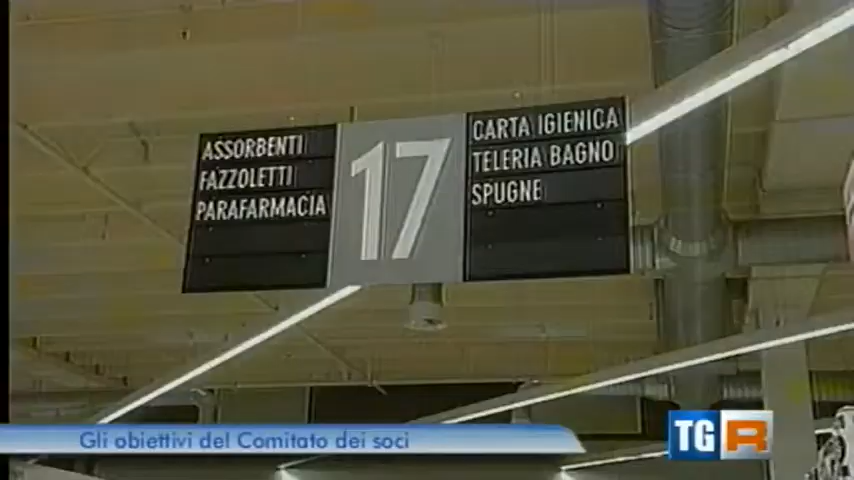 ASSORBENTI
FAZZOLETTI
PARAFARMACIA
17
CARTA IGIENICA
TELERIA BAGNO
SPUGNE
Gli obiettivi del Comitato dei soci
TGR